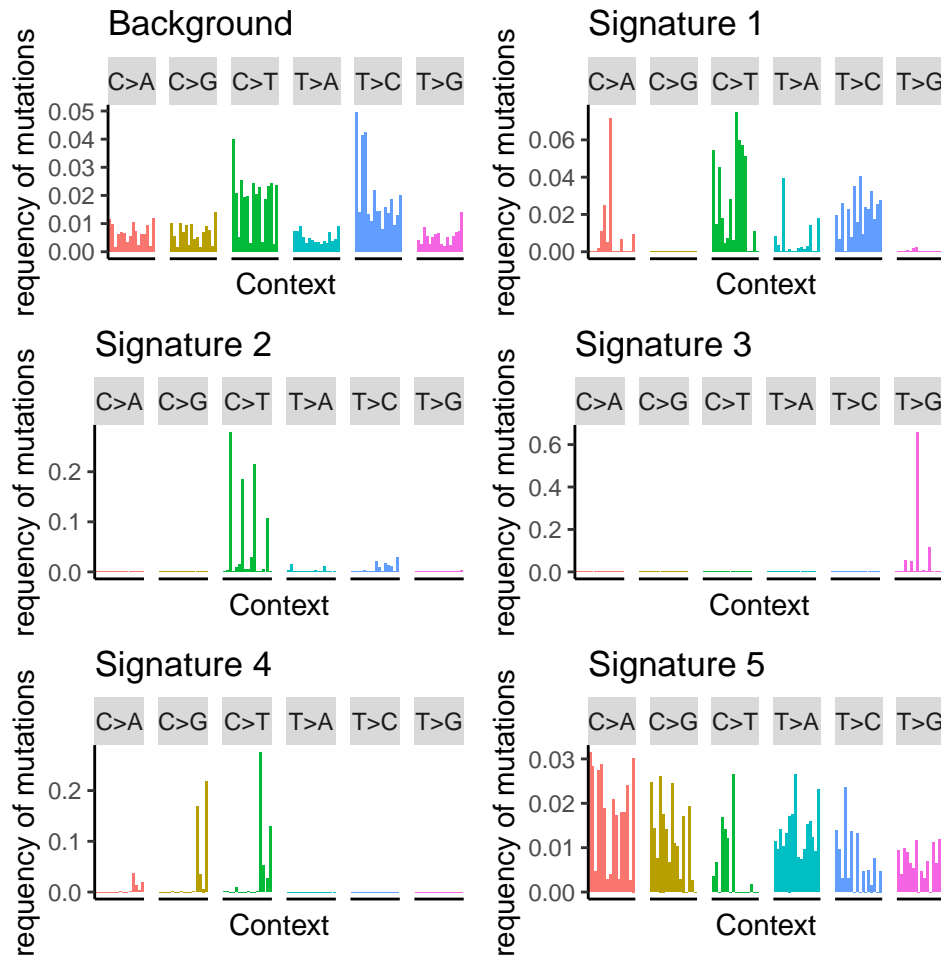 Background
requency of mutations
C>A C>G C>T T>A T>C T>G
0.05
0.04
0.03
0.02
0.01
0.00
Context
Signature 1
requency of mutations
C>A C>G C>T T>A T>C T>G
0.06
0.04
0.02
0.00
Context
Signature 2
requency of mutations
C>A C>G C>T T>A T>C T>G
0.2
0.1
0.0
Context
Signature 3
requency of mutations
C>A C>G C>T T>A T>C T>G
0.6
0.4
0.2
0.0
Context
Signature 4
requency of mutations
C>A C>G C>T T>A T>C T>G
0.2
0.1
0.0
Context
Signature 5
requency of mutations
C>A C>G C>T T>A T>C T>G
0.03
0.02
0.01
0.00
Context